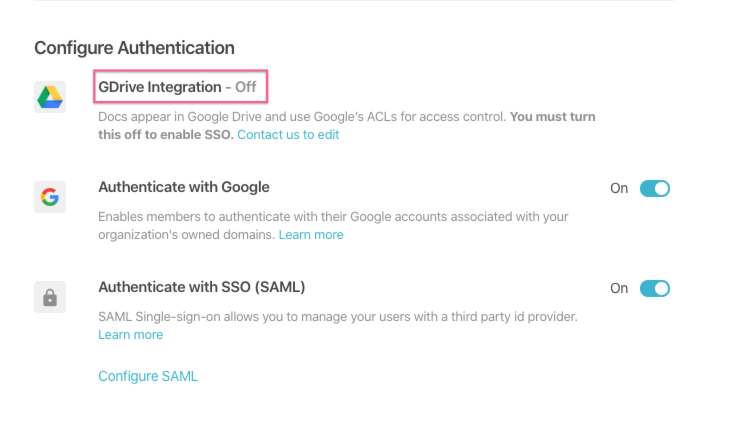 Configure Authentication
GDrive Integration - Off
Docs appear in Google Drive and use Google's ACLs for access control. You must turn
this off to enable SSO. Contact us to edit
Authenticate with Google
On
Enables members to authenticate with their Google accounts associated with your
organization's owned domains. Learn more
Authenticate with SSO (SAML)
On
SAML Single-sign-on allows you to manage your users with a third party id provider.
Learn more
Configure SAML